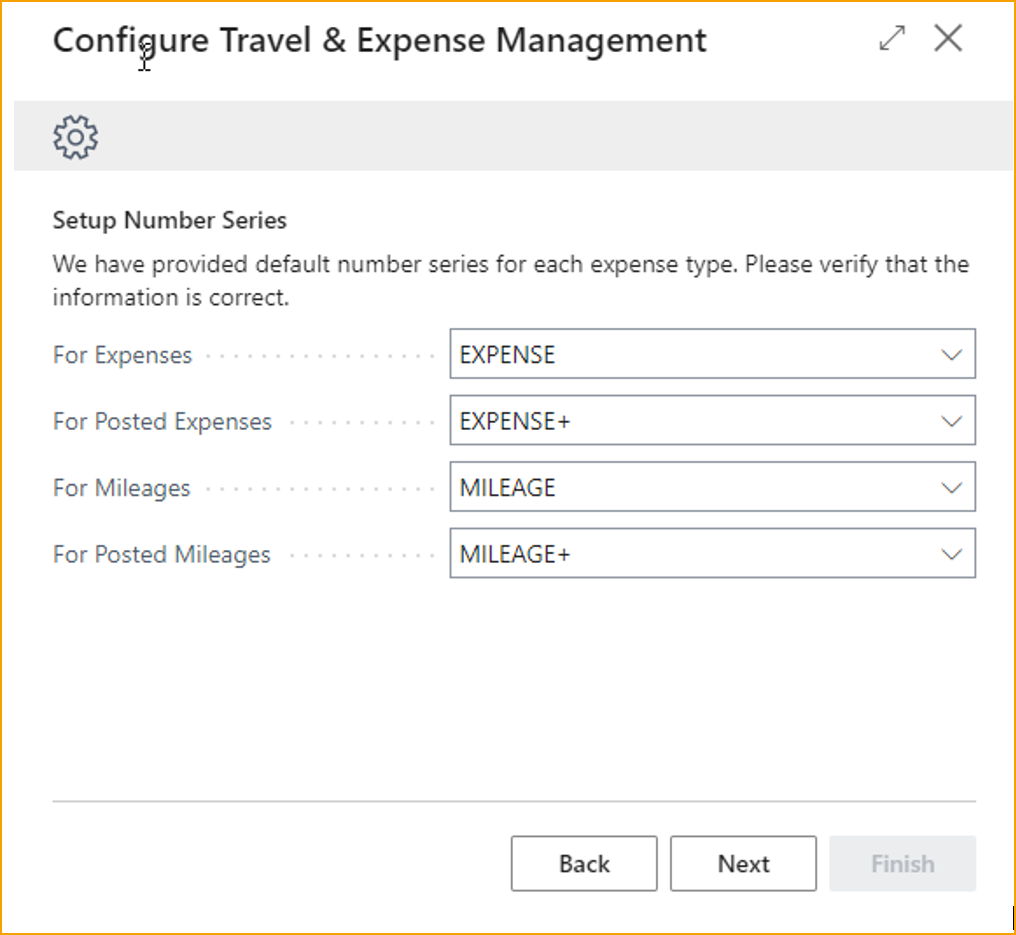 Configure Travel & Expense Management
Setup Number Series
We have provided default number series for each expense type. Please verify that the
information is correct.
For Expenses EXPENSE
For Posted Expenses EXPENSE+
For Mileages MILEAGE
For Posted Mileages MILEAGE+
Back Next Finish